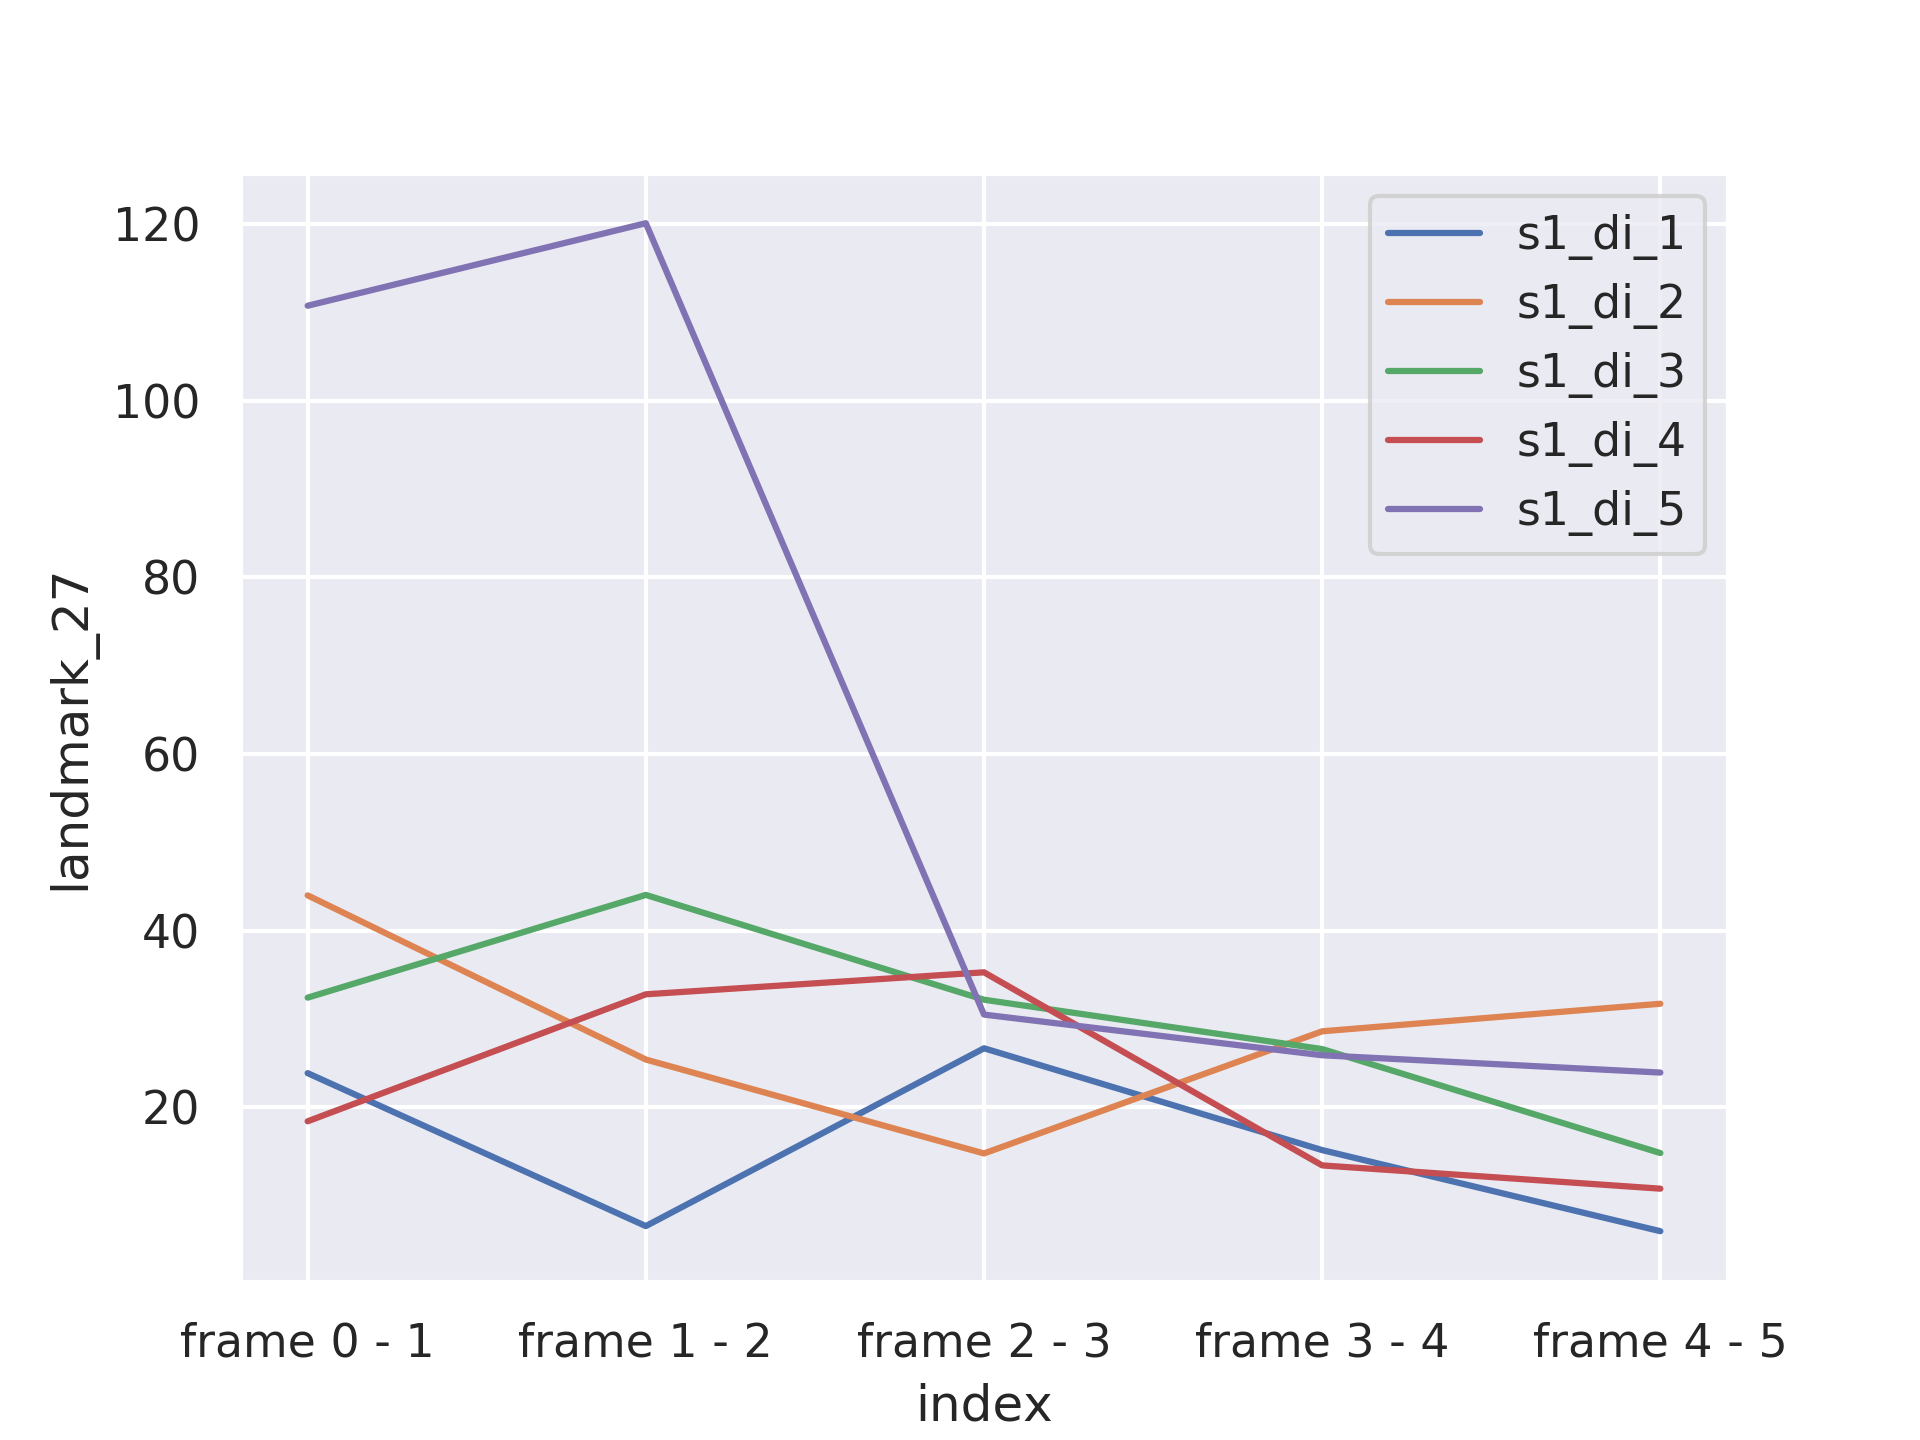 120
100
80
60
40
20
landmark_27
s1_di_1
s1_di_2
s1_di_3
s1_di_4
s1_di_5
frame 0 - 1
frame 1 - 2
frame 2 - 3
frame 3 - 4
frame 4 - 5
index